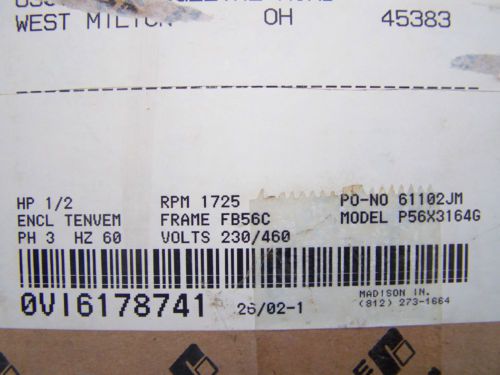 WEST MILTON OH 45383
HP 1/2 RPM 1725 PO-NO 61102JM
ENCL TENVEM FRAME FB56C MODEL P56X3164G
PH 3 HZ 60 VOLTS 230/460
0VI6178741 26/02-1
MADISON IN.
(812) 273-1664